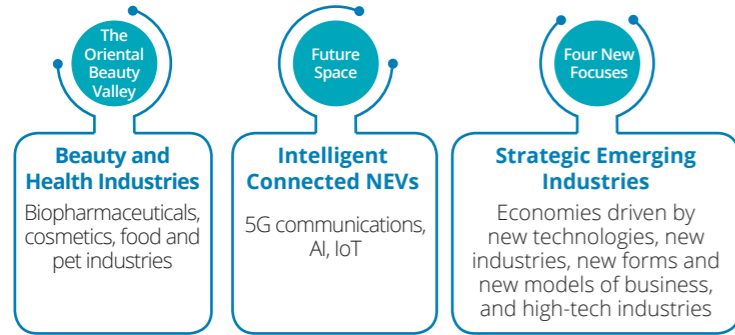 The
Oriental
Beauty
Valley
Beauty and
Health Industries
Biopharmaceuticals,
cosmetics, food and
pet industries
Future
Space
Intelligent
Connected NEVs
5G communications,
AI, IoT
Four New
Focuses
Strategic Emerging
Industries
Economies driven by
new technologies, new
industries, new forms and
new models of business,
and high-tech industries